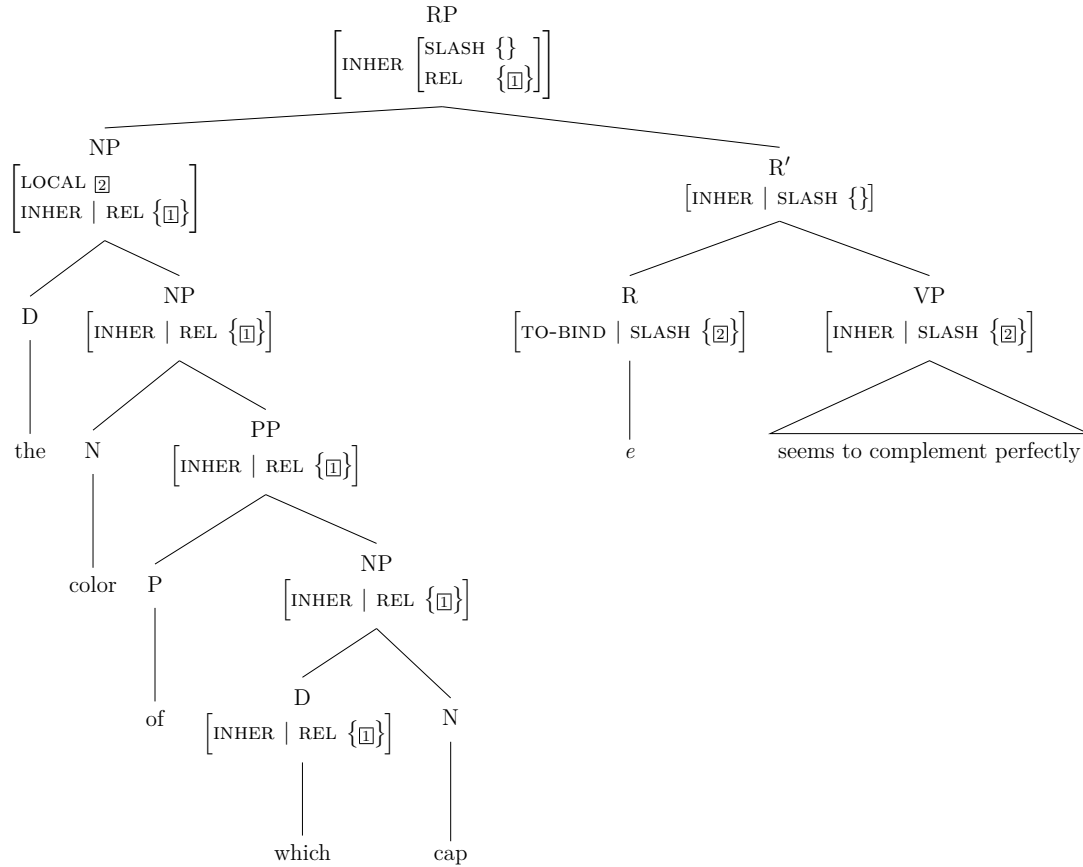 RP
[INHER [SLASH {}
REL {1}]]
NP
[LOCAL 2
INHER | REL {1}]
R′
[INHER | SLASH {}]
D
NP
[INHER | REL {1}]
R
[TO-BIND | SLASH {2}]
VP
[INHER | SLASH {2}]
the
N
PP
[INHER | REL {1}]
e
seems to complement perfectly
color
P
NP
[INHER | REL {1}]
of
D
[INHER | REL {1}]
N
which
cap